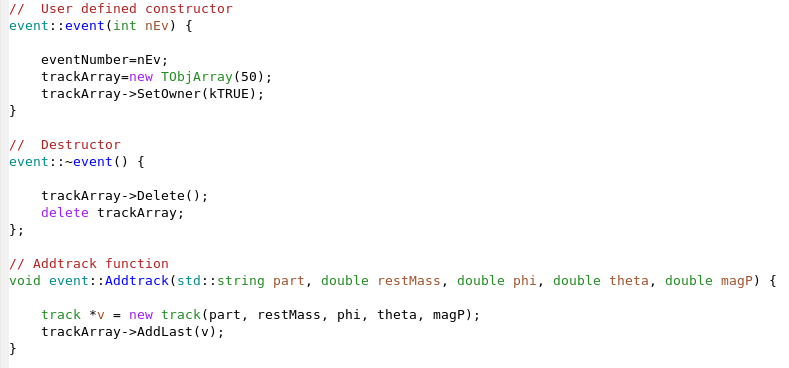 //  User defined constructor
event::event(int nEv) {
    eventNumber=nEv;
    trackArray=new TObjArray(50);
    trackArray->SetOwner(kTRUE);
}
//  Destructor
event::~event() {
    trackArray->Delete();
    delete trackArray;
};
// Addtrack function
void event::Addtrack(std::string part, double restMass, double phi, double theta, double magP) {
    track *v = new track(part, restMass, phi, theta, magP);
    trackArray->AddLast(v);
}